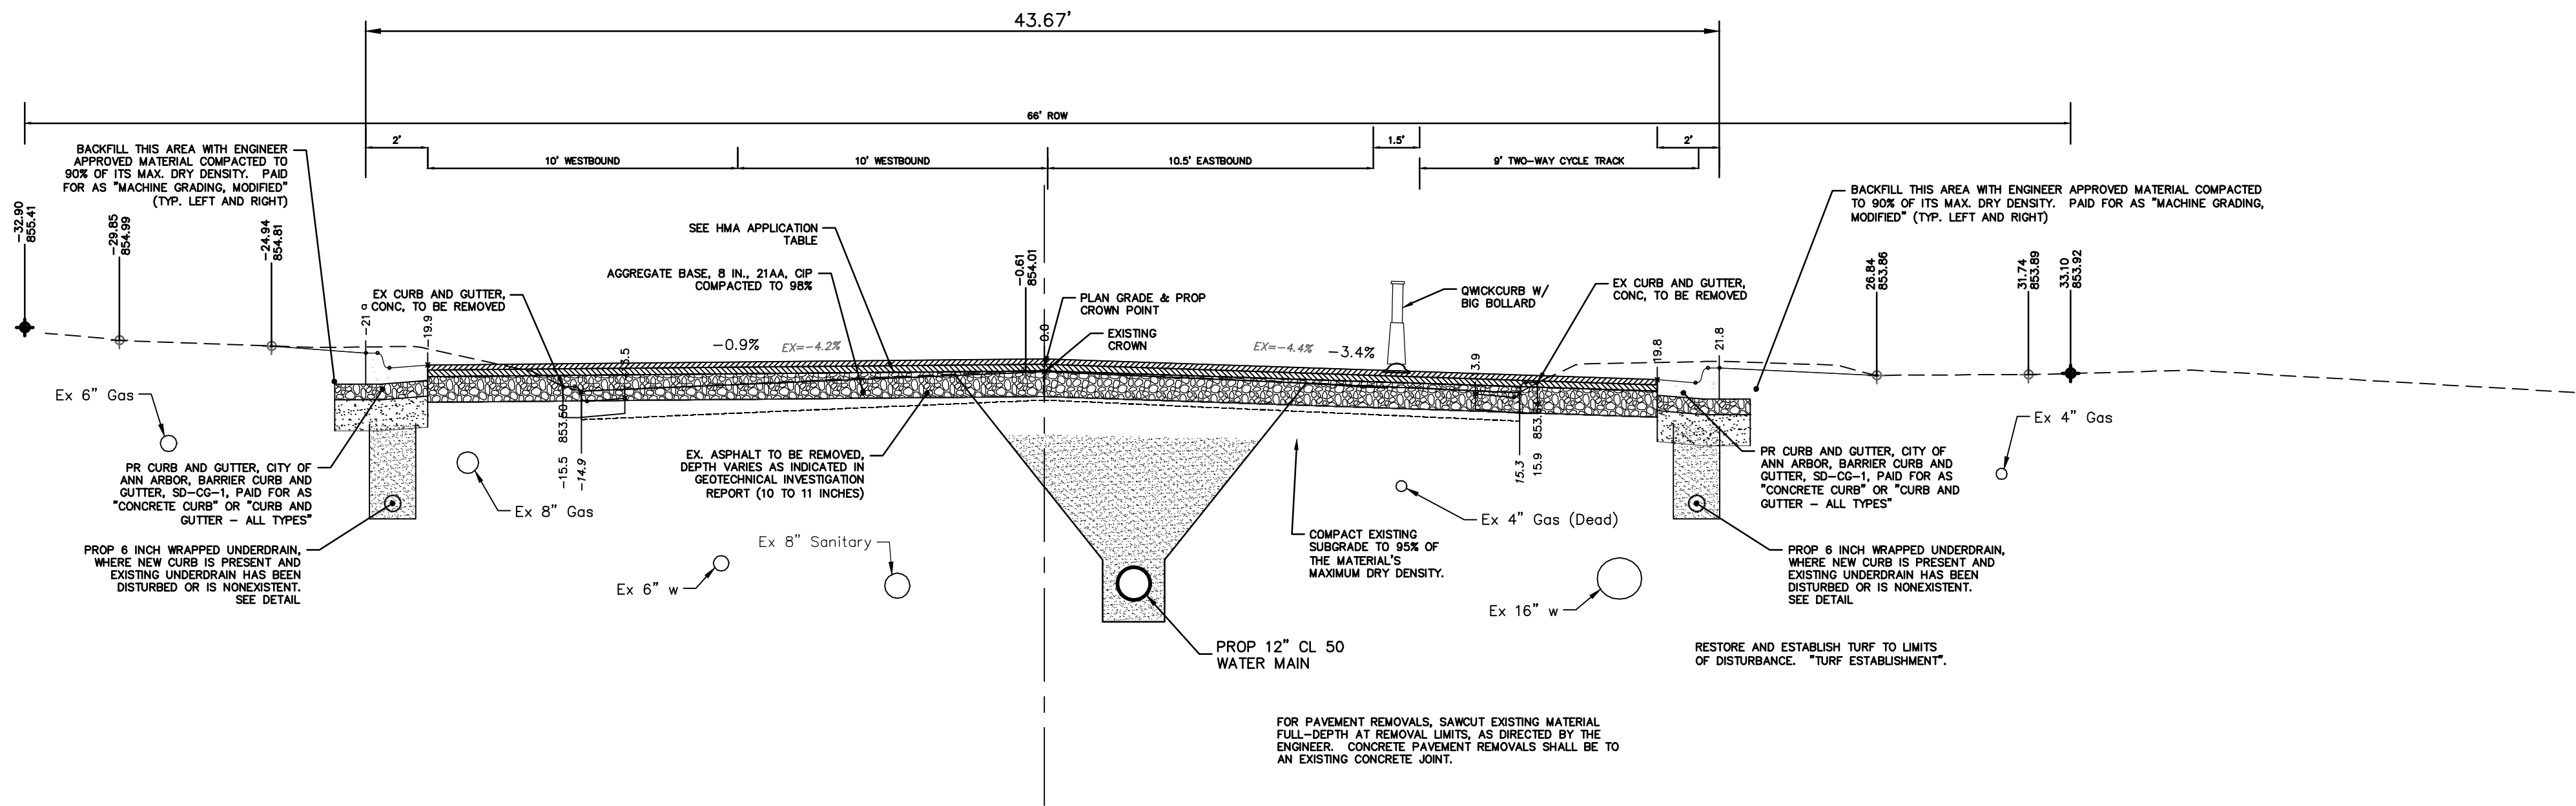 43.67'
66' ROW
2'
10' WESTBOUND
10' WESTBOUND
10.5' EASTBOUND
1.5'
9' TWO-WAY CYCLE TRACK
2'
BACKFILL THIS AREA WITH ENGINEER
APPROVED MATERIAL COMPACTED TO
90% OF ITS MAX. DRY DENSITY. PAID
FOR AS "MACHINE GRADING, MODIFIED"
(TYP. LEFT AND RIGHT)
BACKFILL THIS AREA WITH ENGINEER APPROVED MATERIAL COMPACTED
TO 90% OF ITS MAX. DRY DENSITY. PAID FOR AS "MACHINE GRADING,
MODIFIED" (TYP. LEFT AND RIGHT)
-32.90
855.41
-29.85
854.99
-24.94
854.81
SEE HMA APPLICATION
TABLE
AGGREGATE BASE, 8 IN., 21AA, CIP
COMPACTED TO 98%
EX CURB AND GUTTER,
CONC, TO BE REMOVED
19.9
-0.61
854.01
0.0
PLAN GRADE & PROP
CROWN POINT
EXISTING
CROWN
QWICKCURB W/
BIG BOLLARD
EX CURB AND GUTTER,
CONC, TO BE REMOVED
26.84
853.86
31.74
853.89
33.10
853.92
-0.9%
EX=-4.2%
EX=-4.4%
-3.4%
3.9
19.8
21.8
Ex 6" Gas
Ex 4" Gas
-15.5 853.50
-14.9
15.3
15.9
PR CURB AND GUTTER, CITY OF
ANN ARBOR, BARRIER CURB AND
GUTTER, SD-CG-1, PAID FOR AS
"CONCRETE CURB" OR "CURB AND
GUTTER - ALL TYPES"
Ex 8" Gas
EX. ASPHALT TO BE REMOVED,
DEPTH VARIES AS INDICATED IN
GEOTECHNICAL INVESTIGATION
REPORT (10 TO 11 INCHES)
PR CURB AND GUTTER, CITY OF
ANN ARBOR, BARRIER CURB AND
GUTTER, SD-CG-1, PAID FOR AS
"CONCRETE CURB" OR "CURB AND
GUTTER - ALL TYPES"
Ex 4" Gas (Dead)
PROP 6 INCH WRAPPED UNDERDRAIN,
WHERE NEW CURB IS PRESENT AND
EXISTING UNDERDRAIN HAS BEEN
DISTURBED OR IS NONEXISTENT.
SEE DETAIL
Ex 8" Sanitary
Ex 6" w
COMPACT EXISTING
SUBGRADE TO 95% OF
THE MATERIAL'S
MAXIMUM DRY DENSITY.
Ex 16" w
PROP 6 INCH WRAPPED UNDERDRAIN,
WHERE NEW CURB IS PRESENT AND
EXISTING UNDERDRAIN HAS BEEN
DISTURBED OR IS NONEXISTENT.
SEE DETAIL
PROP 12" CL 50
WATER MAIN
RESTORE AND ESTABLISH TURF TO LIMITS
OF DISTURBANCE. "TURF ESTABLISHMENT".
FOR PAVEMENT REMOVALS, SAWCUT EXISTING MATERIAL
FULL-DEPTH AT REMOVAL LIMITS, AS DIRECTED BY THE
ENGINEER. CONCRETE PAVEMENT REMOVALS SHALL BE TO
AN EXISTING CONCRETE JOINT.